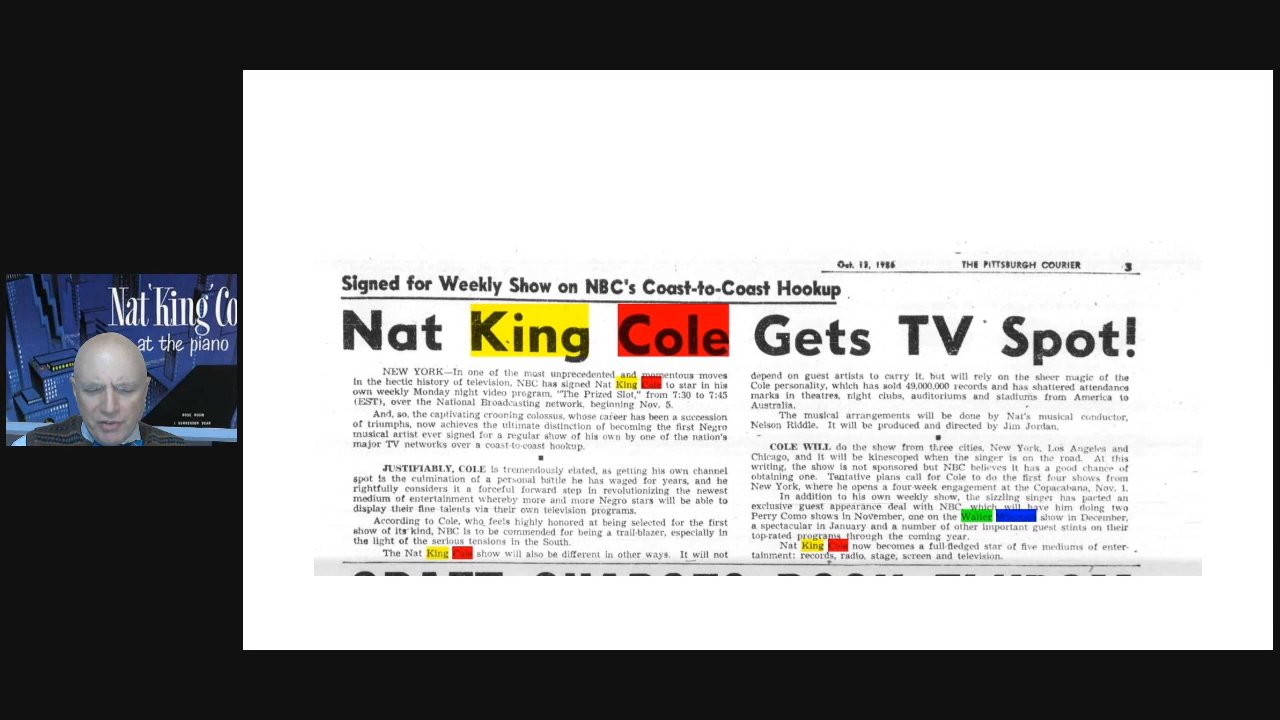 Nat 'King' Co
at the piano
Oct. 13, 1956 THE PITTSBURGH COURIER 3
Signed for Weekly Show on NBC's Coast-to-Coast Hookup
Nat King Cole Gets TV Spot!
NEW YORK—In one of the most unprecedented and momentous moves
in the hectic history of television, NBC has signed Nat King Cole to star in his
own weekly Monday night video program, "The Prized Slot," from 7:30 to 7:45
(EST), over the National Broadcasting network, beginning Nov. 5.
And, so, the captivating crooning colossus, whose career has been a succession
of triumphs, now achieves the ultimate distinction of becoming the first Negro
musical artist ever signed for a regular show of his own by one of the nation's
major TV networks over a coast-to-coast hookup.
JUSTIFIABLY, COLE is tremendously elated, as getting his own channel
spot is the culmination of a personal battle he has waged for years, and he
rightfully considers it a forceful forward step in revolutionizing the newest
medium of entertainment whereby more and more Negro stars will be able to
display their fine talents via their own television programs.
According to Cole, who feels highly honored at being selected for the first
show of its kind, NBC is to be commended for being a trail-blazer, especially in
the light of the serious tensions in the South.
The Nat King Cole show will also be different in other ways. It will not
depend on guest artists to carry it, but will rely on the sheer magic of the
Cole personality, which has sold 49,000,000 records and has shattered attendance
marks in theatres, night clubs, auditoriums and stadiums from America to
Australia.
The musical arrangements will be done by Nat's musical conductor,
Nelson Riddle. It will be produced and directed by Jim Jordan.
COLE WILL do the show from three cities, New York, Los Angeles and
Chicago, and it will be kinescoped when the singer is on the road. At this
writing, the show is not sponsored but NBC believes it has a good chance of
obtaining one. Tentative plans call for Cole to do the first four shows from
New York, where he opens a four-week engagement at the Copacabana, Nov. 1.
In addition to his own weekly show, the sizzling singer has pacted an
exclusive guest appearance deal with NBC, which will have him doing two
Perry Como shows in November, one on the Walter show in December,
a spectacular in January and a number of other important guest stints on their
top-rated programs through the coming year.
Nat King Cole now becomes a full-fledged star of five mediums of enter-
tainment: records, radio, stage, screen and television.